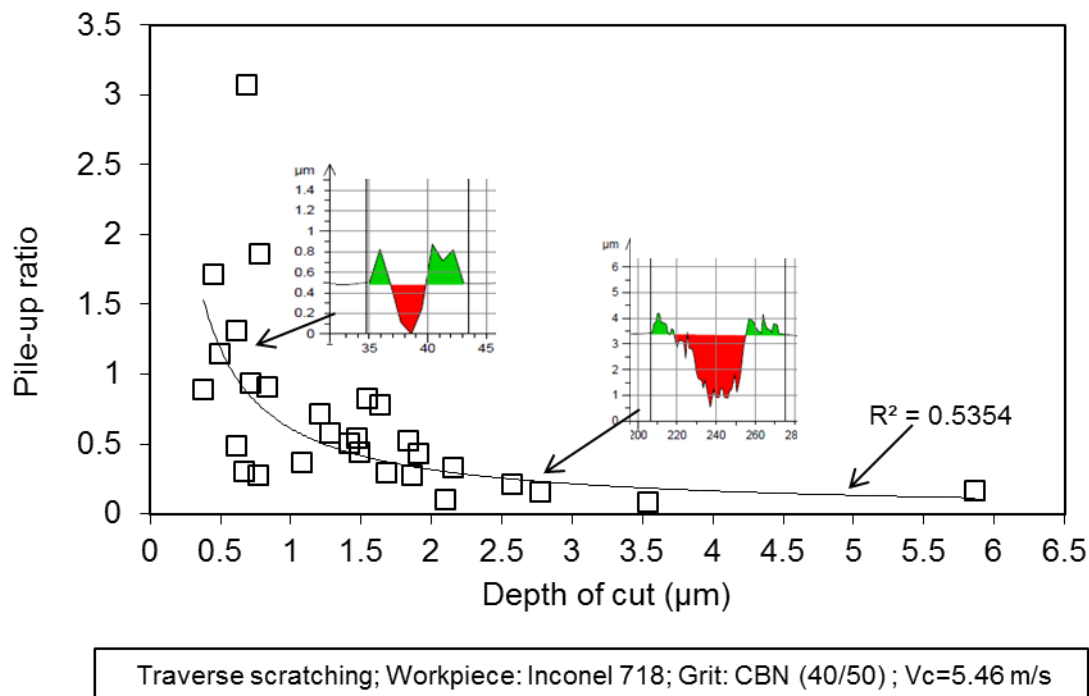 3.5
3
2.5
2
1.5
1
0.5
0
Pile-up ratio
µm
1.4
1.2
1
0.8
0.6
0.4
0.2
0
35 40 45
µm
6
5
4
3
2
1
0
200 220 240 260 28
R² = 0.5354
0 0.5 1 1.5 2 2.5 3 3.5 4 4.5 5 5.5 6 6.5
Depth of cut (µm)
Traverse scratching; Workpiece: Inconel 718; Grit: CBN (40/50) ; Vc=5.46 m/s